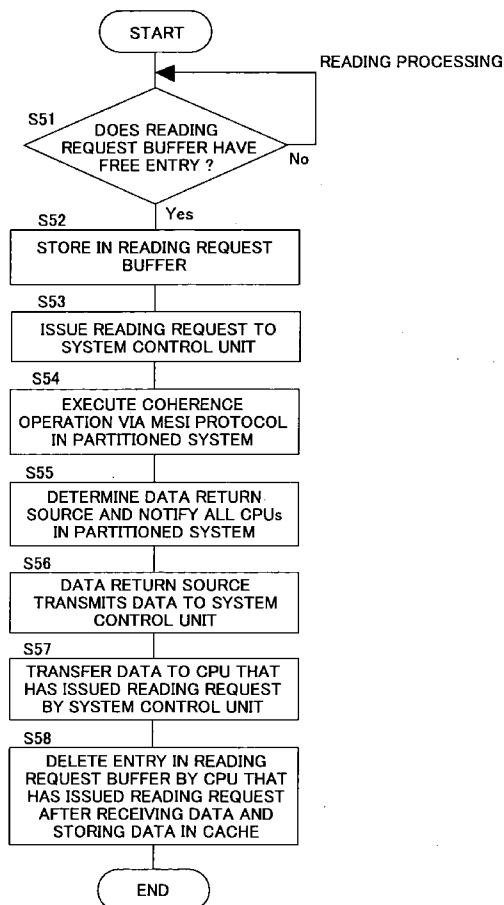 START
READING PROCESSING
S51
DOES READING
REQUEST BUFFER HAVE
FREE ENTRY ?
No
Yes
S52
STORE IN READING REQUEST
BUFFER
S53
ISSUE READING REQUEST TO
SYSTEM CONTROL UNIT
S54
EXECUTE COHERENCE
OPERATION VIA MESI PROTOCOL
IN PARTITIONED SYSTEM
S55
DETERMINE DATA RETURN
SOURCE AND NOTIFY ALL CPUs
IN PARTITIONED SYSTEM
S56
DATA RETURN SOURCE
TRANSMITS DATA TO SYSTEM
CONTROL UNIT
S57
TRANSFER DATA TO CPU THAT
HAS ISSUED READING REQUEST
BY SYSTEM CONTROL UNIT
S58
DELETE ENTRY IN READING
REQUEST BUFFER BY CPU THAT
HAS ISSUED READING REQUEST
AFTER RECEIVING DATA AND
STORING DATA IN CACHE
END